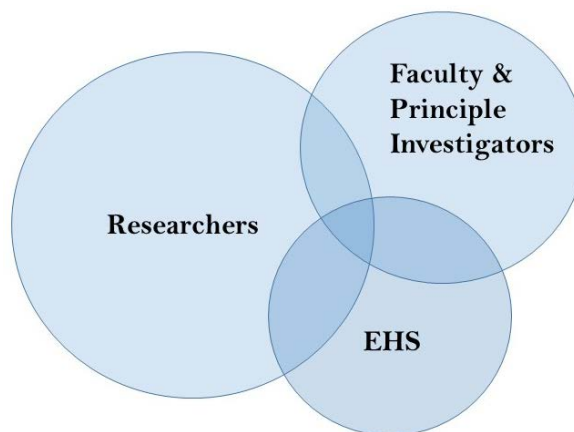 Faculty &
Principle
Investigators
Researchers
EHS